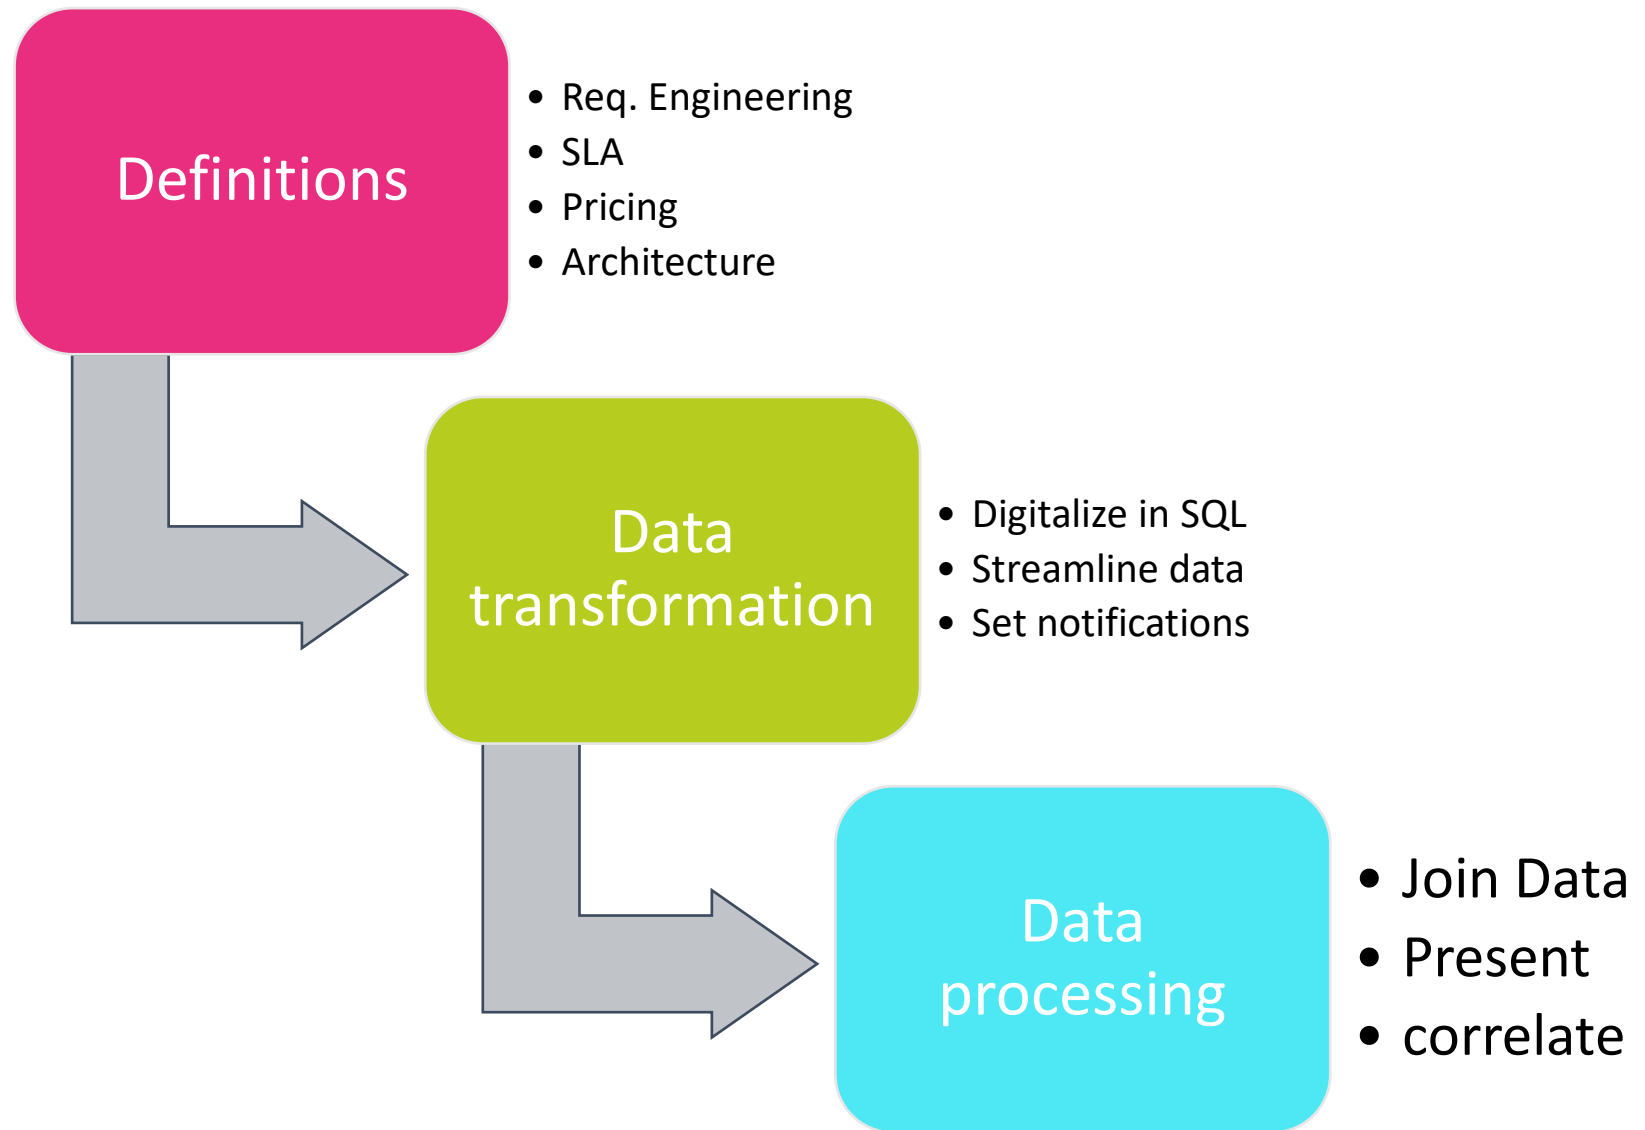 Definitions
• Req. Engineering
• SLA
• Pricing
• Architecture
Data
transformation
• Digitalize in SQL
• Streamline data
• Set notifications
Data
processing
• Join Data
• Present
• correlate